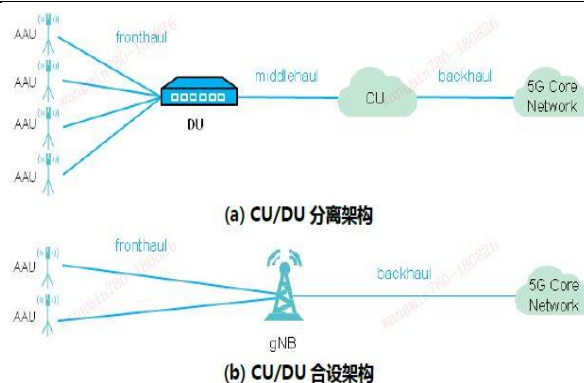 AAU
fronthaul
AAU
AAU
AAU
DU
middlehaul
CU
backhaul
5G Core
Network
(a) CU/DU 分离架构
AAU
AAU
fronthaul
gNB
backhaul
5G Core
Network
(b) CU/DU 合设架构